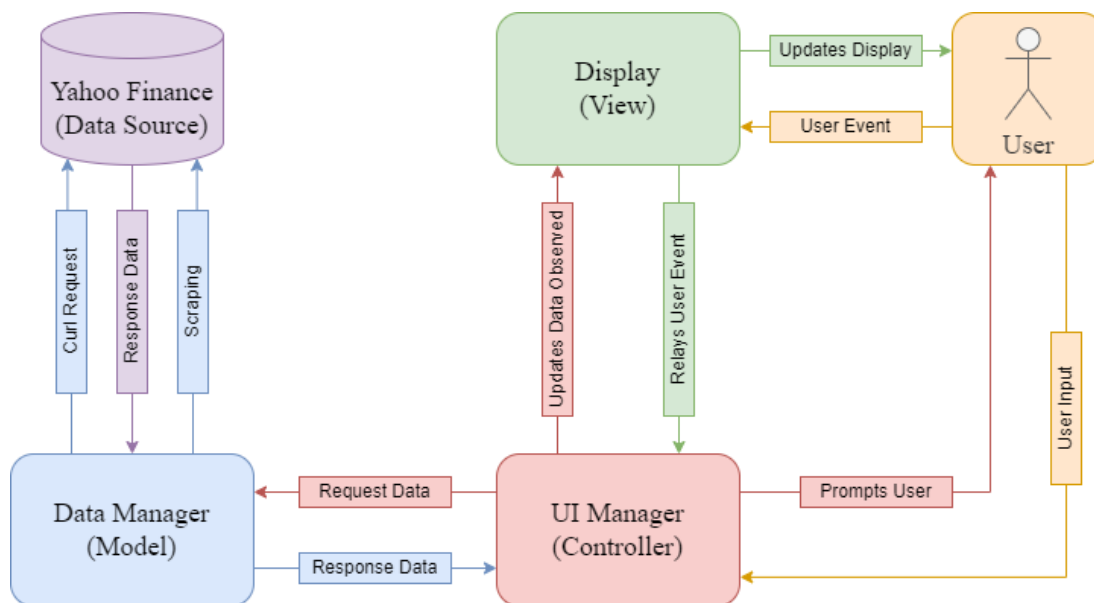 Yahoo Finance
(Data Source)
Display
(View)
Updates Display
User Event
User
Curl Request
Response Data
Scraping
Updates Data Observed
Relays User Event
User Input
Data Manager
(Model)
Request Data
Response Data
UI Manager
(Controller)
Prompts User